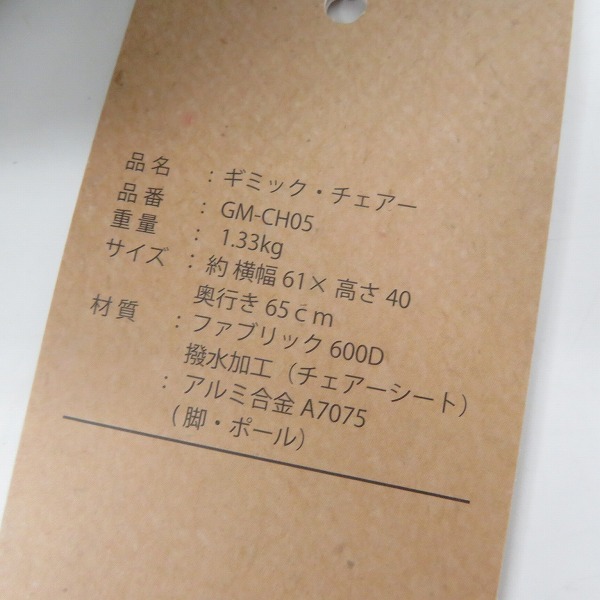 品名 : ギミック・チェアー
品番 : GM-CH05
重量 : 1.33kg
サイズ : 約 横幅 61× 高さ 40
奥行き 65cm
材質 : ファブリック 600D
撥水加工（チェアーシート）
: アルミ合金 A7075
(脚・ポール）